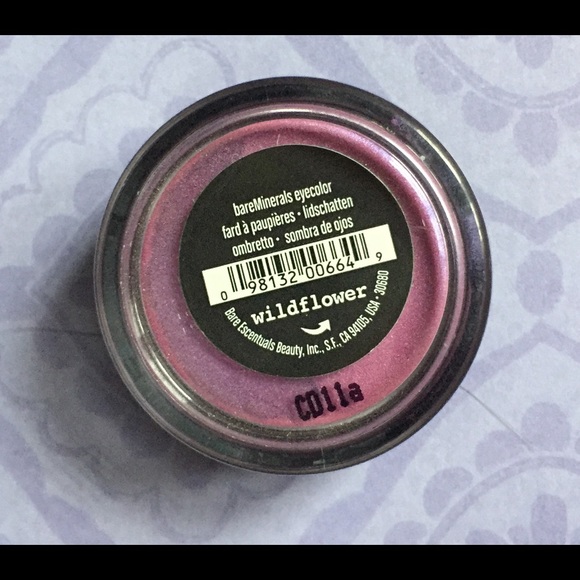 bareMinerals eyecolor
fard à paupières • lidschatten
ombretto • sombra de ojos
0 98132 00664 9
wildflower
Bare Escentuals Beauty, Inc., S.F., CA 94105, USA • 30680
CD11a